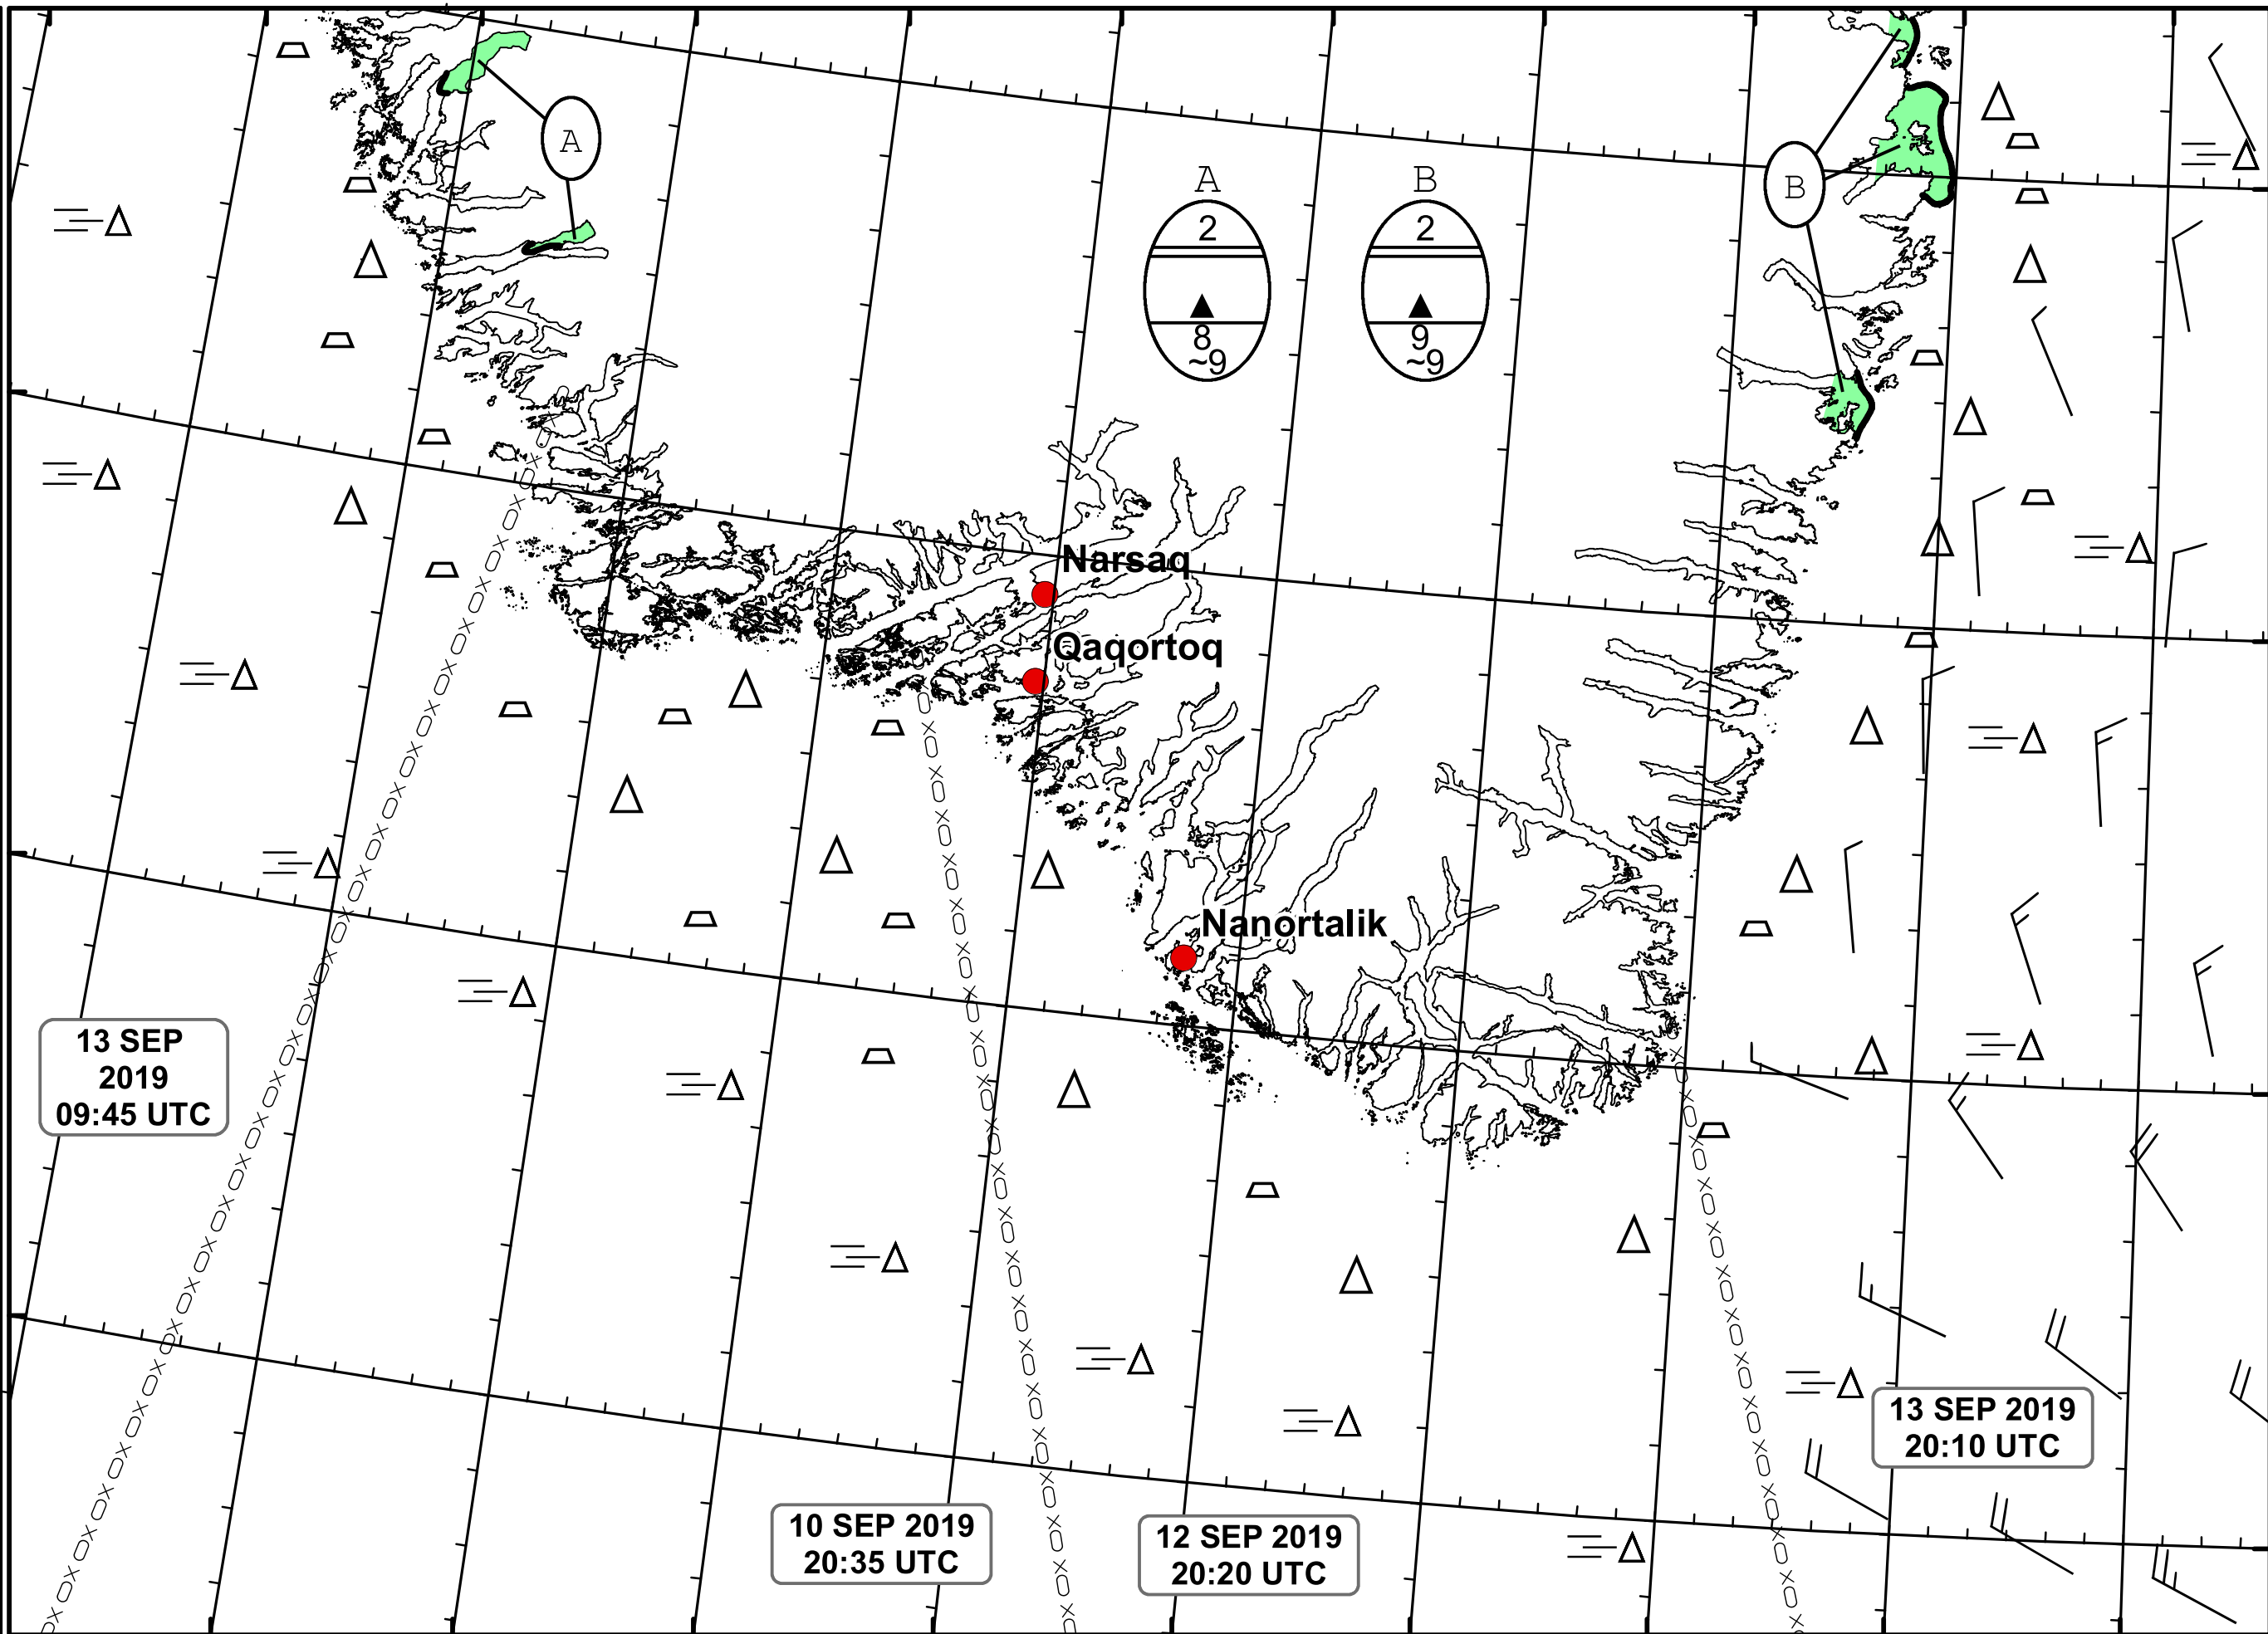 A
B
A
2
8
~9
B
2
9
~9
Narsaq
Qaqortoq
Nanortalik
13 SEP
2019
09:45 UTC
10 SEP 2019
20:35 UTC
12 SEP 2019
20:20 UTC
13 SEP 2019
20:10 UTC